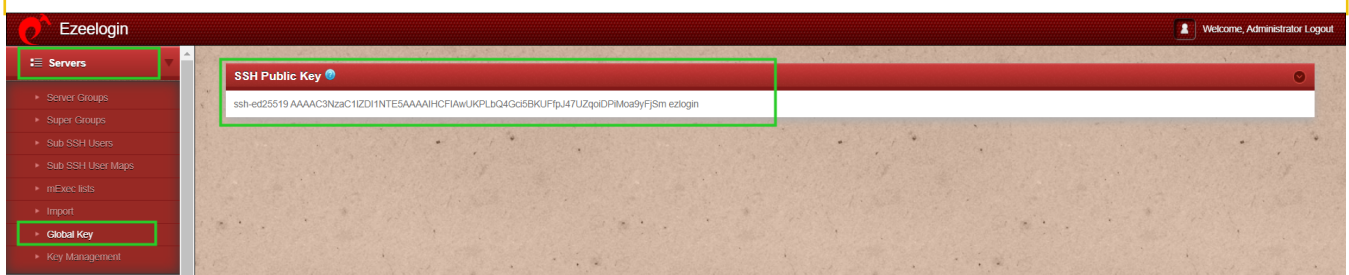 Ezeelogin
Welcome, Administrator Logout
Servers
Server Groups
Super Groups
Sub SSH Users
Sub SSH User Maps
mExec lists
Import
Global Key
Key Management
SSH Public Key
ssh-ed25519 AAAAC3NzaC1lZDI1NTE5AAAAIHCFIAwUKPLbQ4Gci5BKUFfpJ47UZqoiDPiMoa9yFjSm ezlogin